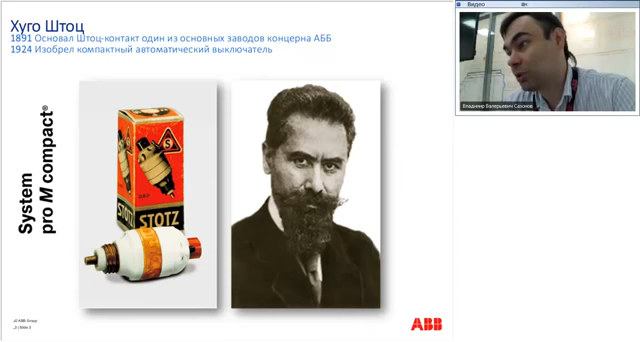 Хуго Штоц
1891 Основал Штоц-контакт один из основных заводов концерна АББ
1924 Изобрел компактный автоматический выключатель
System
pro M compact®
S
STOTZ
ABB
Видео
Владимир Валерьевич Сазонов